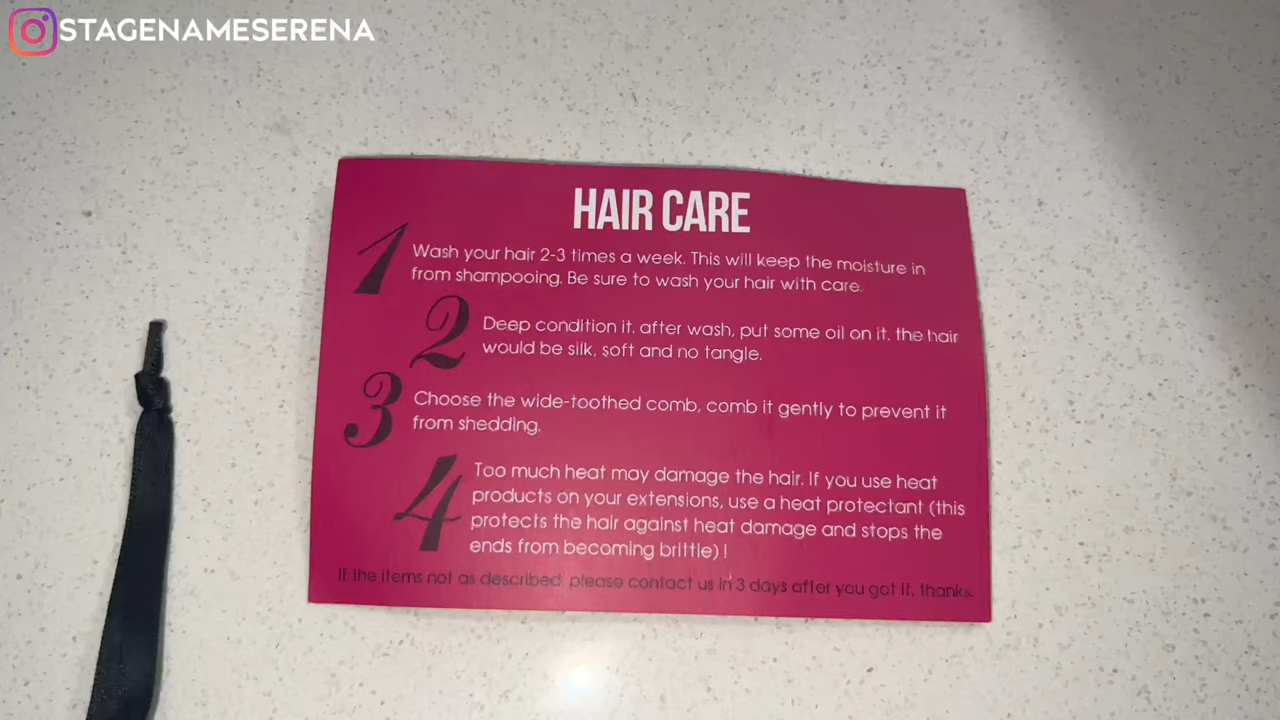 STAGENAMESERENA
HAIR CARE
1
Wash your hair 2-3 times a week. This will keep the moisture in
from shampooing. Be sure to wash your hair with care.
2
Deep condition it. after wash, put some oil on it. the hair
would be silk, soft and no tangle.
3
Choose the wide-toothed comb, comb it gently to prevent it
from shedding.
4
Too much heat may damage the hair. If you use heat
products on your extensions, use a heat protectant (this
protects the hair against heat damage and stops the
ends from becoming brittle) !
If the items not as described, please contact us in 3 days after you got it, thanks.